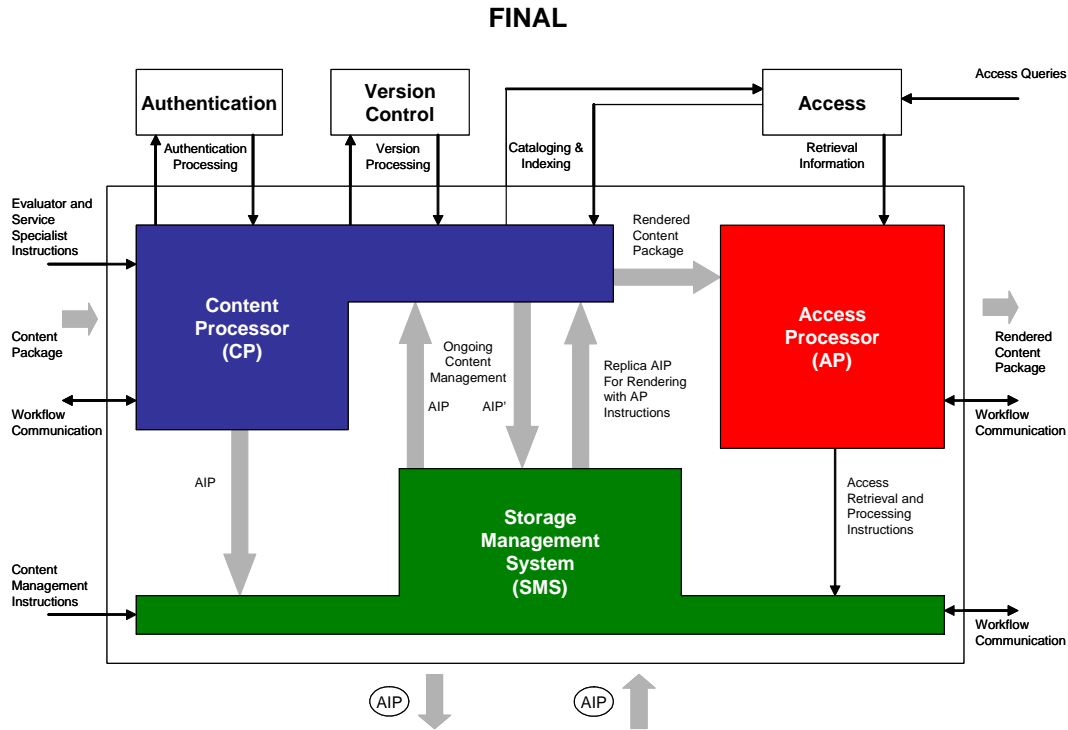 FINAL
Authentication
Version
Control
Access
Access Queries
Authentication
Processing
Version
Processing
Cataloging &
Indexing
Retrieval
Information
Evaluator and
Service
Specialist
Instructions
Rendered
Content
Package
Content
Processor
(CP)
Access
Processor
(AP)
Content
Package
Rendered
Content
Package
Ongoing
Content
Management
AIP
AIP'
Replica AIP
For Rendering
with AP
Instructions
Workflow
Communication
Workflow
Communication
AIP
Access
Retrieval and
Processing
Instructions
Storage
Management
System
(SMS)
Content
Management
Instructions
Workflow
Communication
AIP
AIP